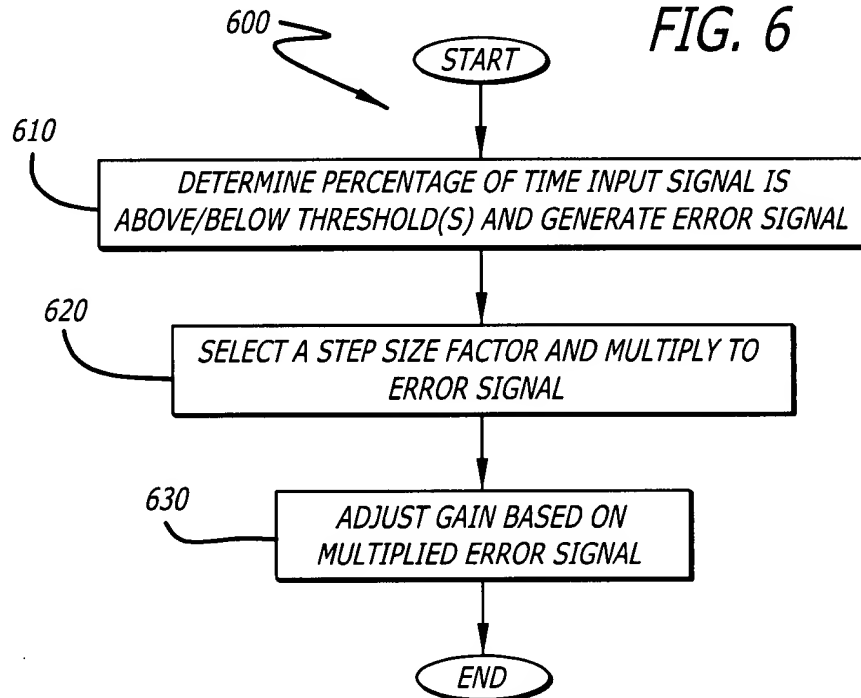 600
START
FIG. 6
610
DETERMINE PERCENTAGE OF TIME INPUT SIGNAL IS
ABOVE/BELOW THRESHOLD(S) AND GENERATE ERROR SIGNAL
620
SELECT A STEP SIZE FACTOR AND MULTIPLY TO
ERROR SIGNAL
630
ADJUST GAIN BASED ON
MULTIPLIED ERROR SIGNAL
END